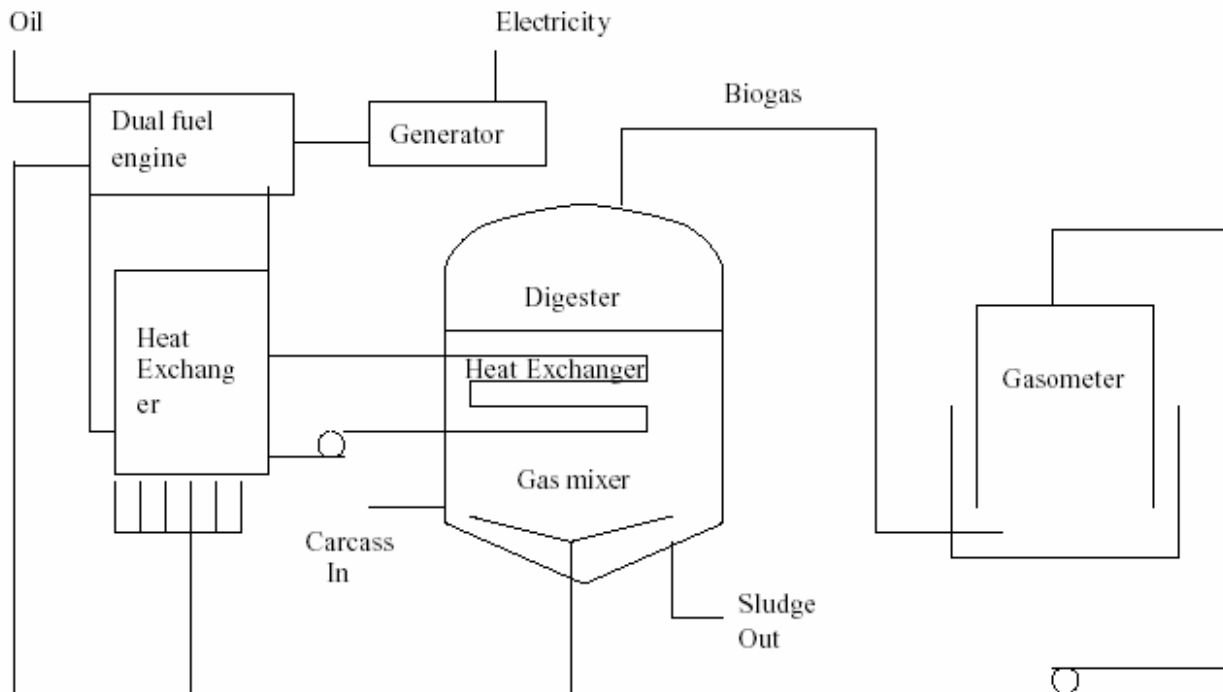 Oil
Electricity
Biogas
Dual fuel
engine
Generator
Digester
Heat
Exchang
er
Heat Exchanger
Gasometer
Gas mixer
Carcass
In
Sludge
Out